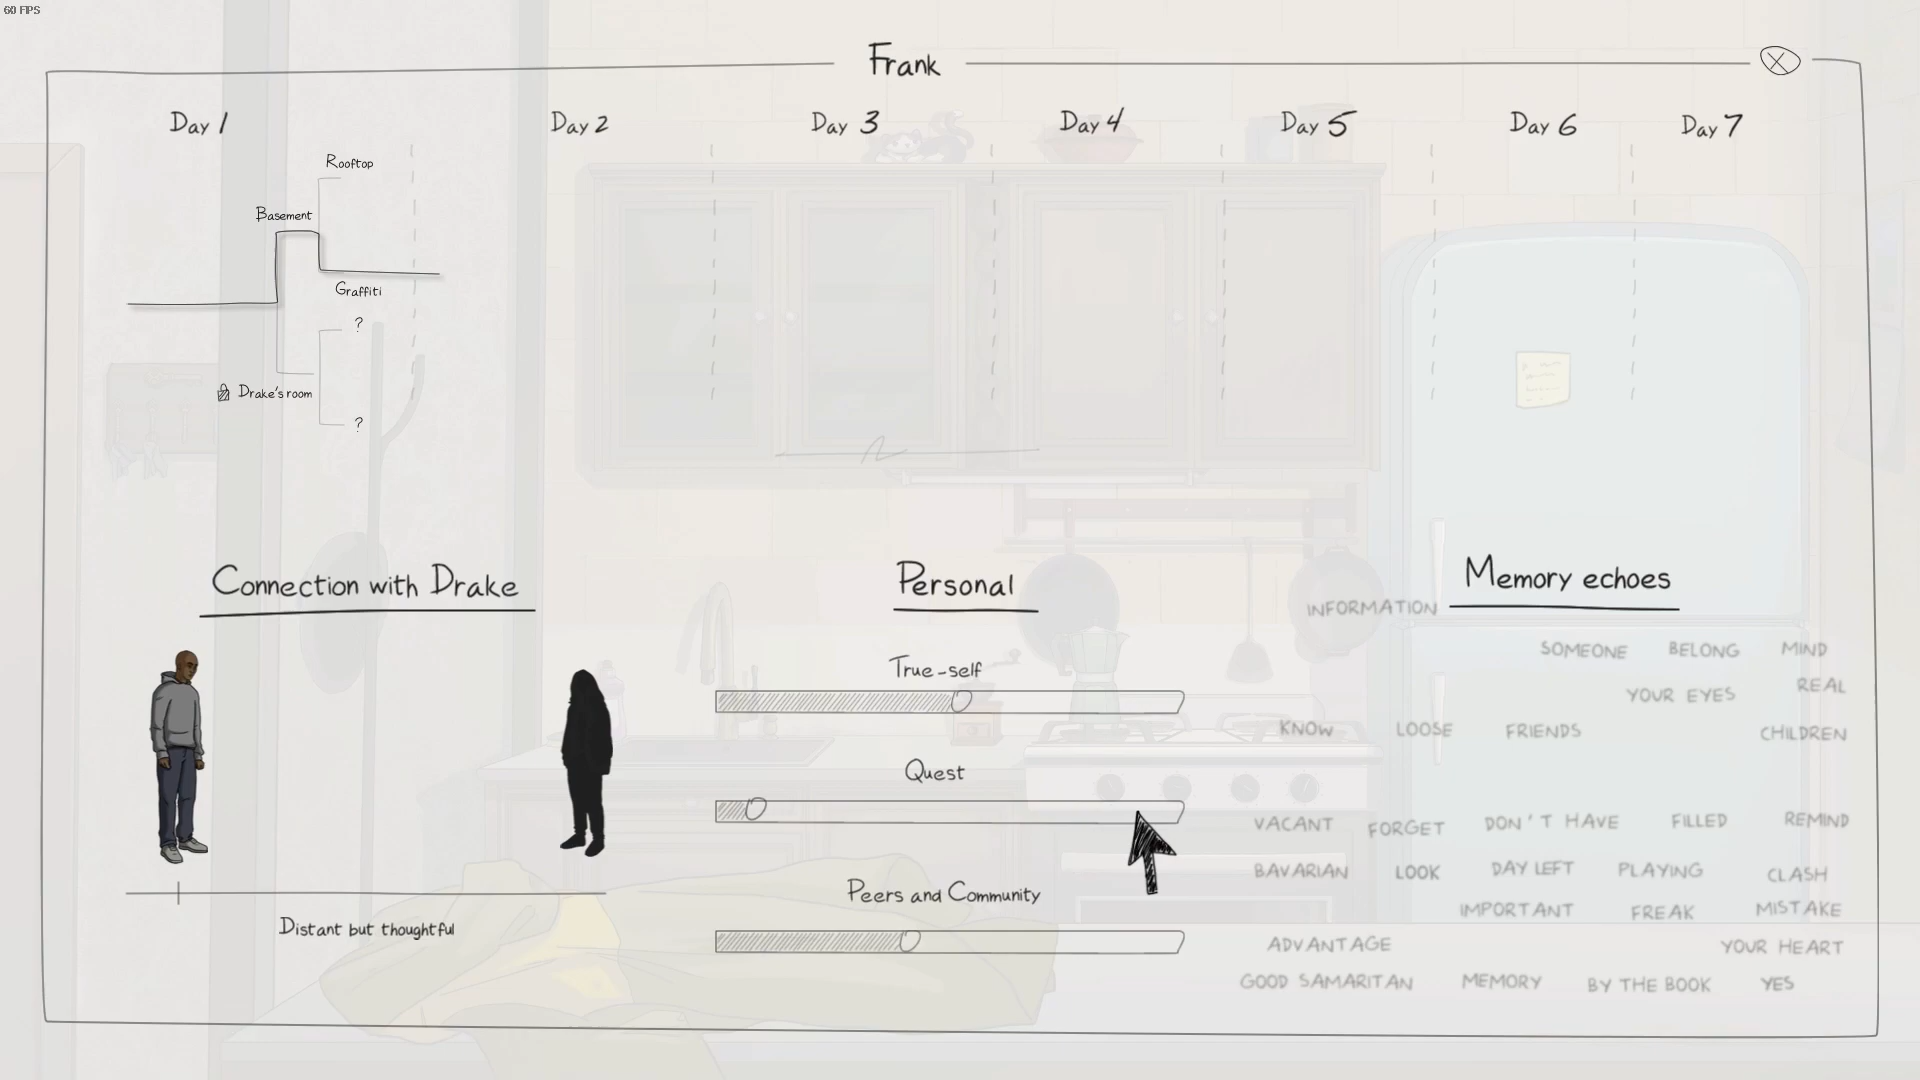 60 FPS
Frank
Day 1
Day 2
Day 3
Day 4
Day 5
Day 6
Day 7
Rooftop
Basement
Graffiti
?
Drake's room
?
Connection with Drake
Distant but thoughtful
Personal
True-self
Quest
Peers and Community
Memory echoes
INFORMATION
SOMEONE BELONG MIND
YOUR EYES REAL
KNOW LOOSE FRIENDS CHILDREN
VACANT FORGET DON'T HAVE FILLED REMIND
BAVARIAN LOOK DAY LEFT PLAYING CLASH
IMPORTANT FREAK MISTAKE
ADVANTAGE YOUR HEART
GOOD SAMARITAN MEMORY BY THE BOOK YES